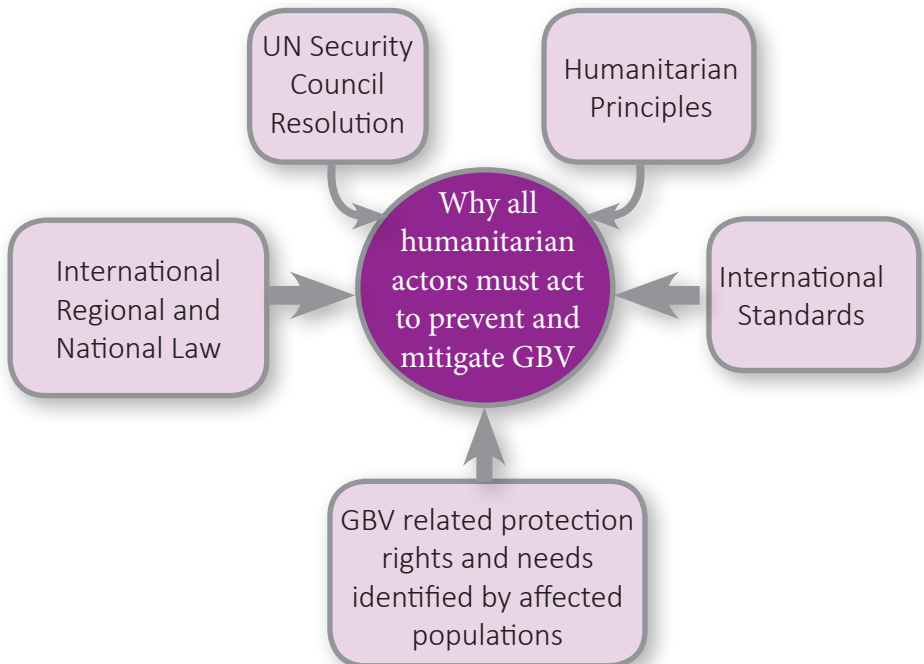 UN Security
Council
Resolution
Humanitarian
Principles
Why all
humanitarian
actors must act
to prevent and
mitigate GBV
International
Regional and
National Law
International
Standards
GBV related protection
rights and needs
identified by affected
populations